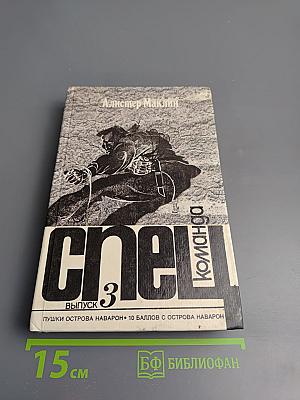 Алистер Маклин
СПЕЦ
команда
ВЫПУСК 3
ПУШКИ ОСТРОВА НАВАРОН • 10 БАЛЛОВ С ОСТРОВА НАВАРОН
15 см
БФ БИБЛИОФАН